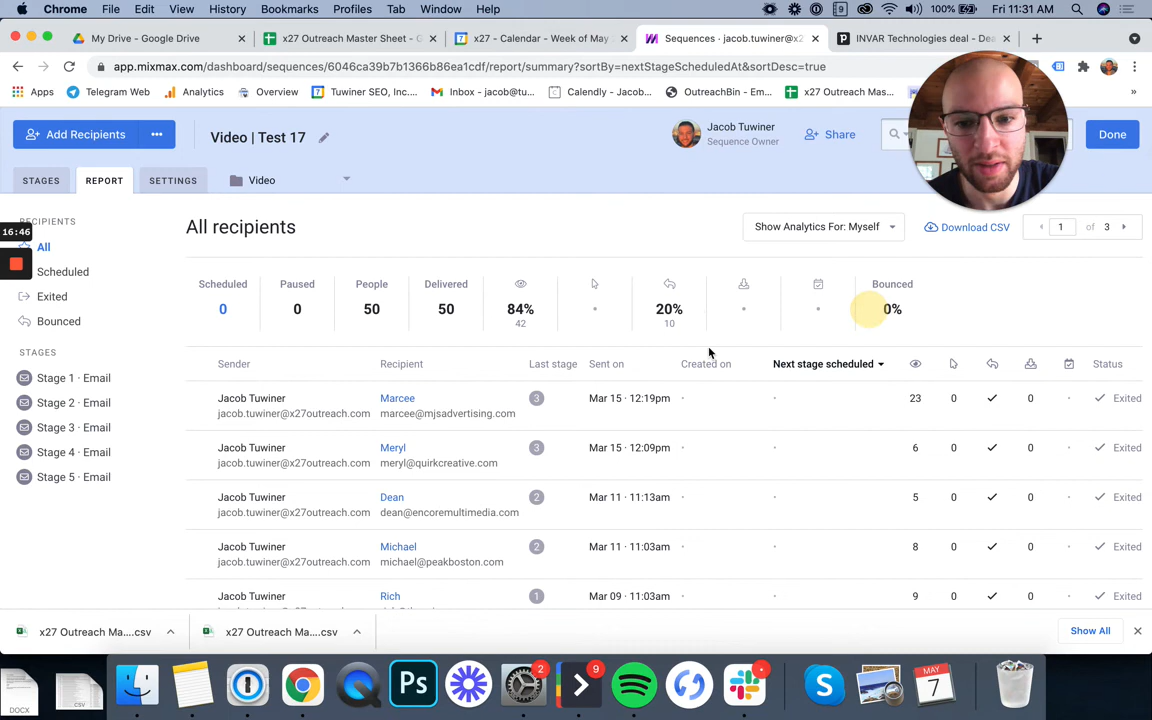 Chrome File Edit View History Bookmarks Profiles Tab Window Help 9 100% Fri 11:31 AM
My Drive - Google Drive x27 Outreach Master Sheet - G x27 - Calendar - Week of May Sequences · jacob.tuwiner@x2 INVAR Technologies deal - Dea
app.mixmax.com/dashboard/sequences/6046ca39b7b1366b86ea1cdf/report/summary?sortBy=nextStageScheduledAt&sortDesc=true
Apps Telegram Web Analytics Overview Tuwiner SEO, Inc... Inbox - jacob@tu... Calendly - Jacob... OutreachBin - Em... x27 Outreach Mas... »
Add Recipients ••• Video | Test 17 Jacob Tuwiner
Sequence Owner
Share Done
STAGES REPORT SETTINGS Video
RECIPIENTS
All
Scheduled
Exited
Bounced
STAGES
Stage 1 · Email
Stage 2 · Email
Stage 3 · Email
Stage 4 · Email
Stage 5 · Email
16:46
All recipients Show Analytics For: Myself Download CSV 1 of 3
Scheduled Paused People Delivered Bounced
0 0 50 50 84% 20% 0%
42 10
Sender Recipient Last stage Sent on Created on Next stage scheduled Status
Jacob Tuwiner Marcee 3 Mar 15 · 12:19pm 23 0 0 Exited
jacob.tuwiner@x27outreach.com marcee@mjsadvertising.com
Jacob Tuwiner Meryl 3 Mar 15 · 12:09pm 6 0 0 Exited
jacob.tuwiner@x27outreach.com meryl@quirkcreative.com
Jacob Tuwiner Dean 2 Mar 11 · 11:13am 5 0 0 Exited
jacob.tuwiner@x27outreach.com dean@encoremultimedia.com
Jacob Tuwiner Michael 2 Mar 11 · 11:03am 8 0 0 Exited
jacob.tuwiner@x27outreach.com michael@peakboston.com
Jacob Tuwiner Rich 1 Mar 09 · 11:03am 9 0 0 Exited
x27 Outreach Ma....csv x27 Outreach Ma....csv Show All
DOCX CSV Ps 2 9 MAY 7